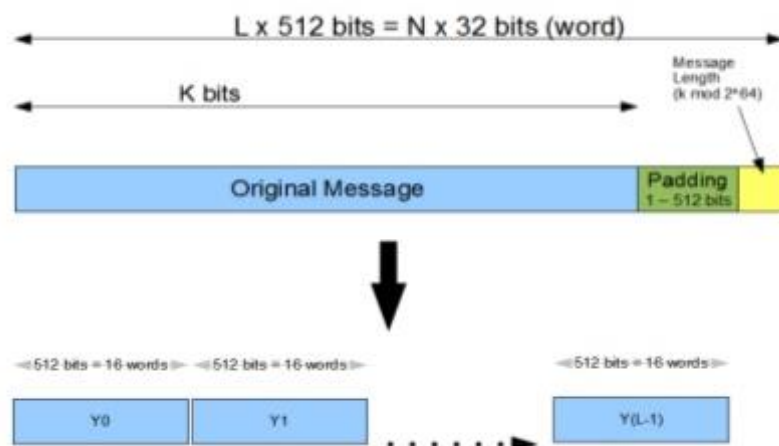 L x 512 bits = N x 32 bits (word)
Message
Length
(k mod 2^64)
K bits
Original Message
Padding
1 – 512 bits
512 bits = 16 words
512 bits = 16 words
512 bits = 16 words
Y0
Y1
Y(L-1)